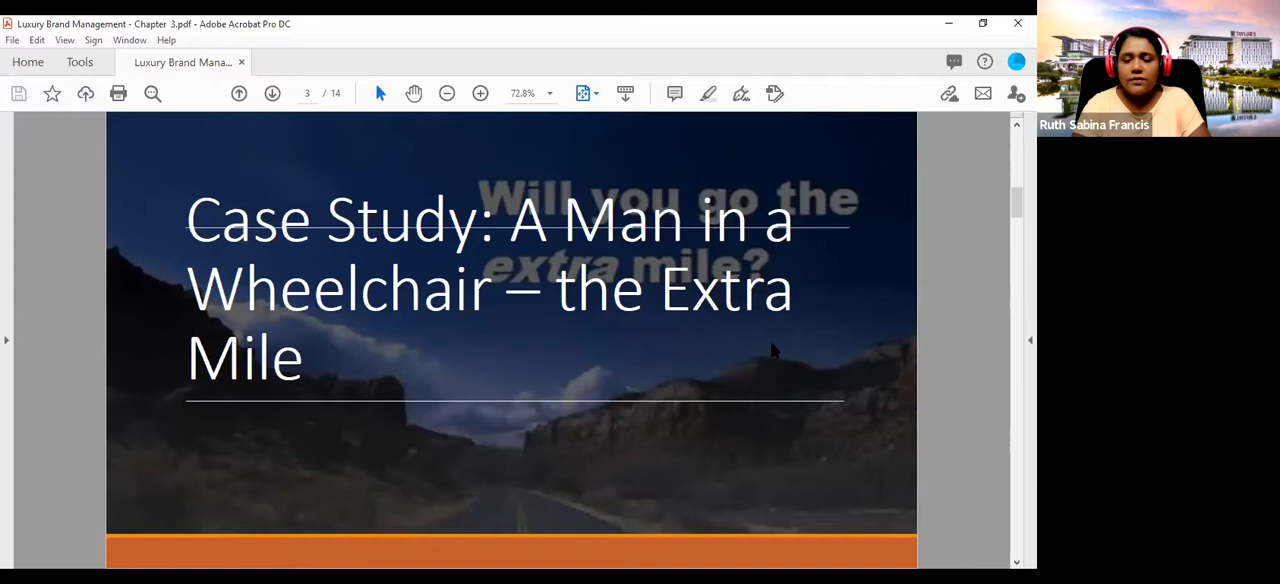 Luxury Brand Management - Chapter 3.pdf - Adobe Acrobat Pro DC
File Edit View Sign Window Help
Home Tools Luxury Brand Mana... ×
3 / 14 72.8%
Will you go the
extra mile?
Case Study: A Man in a
Wheelchair – the Extra
Mile
TAYLOR'S
Ruth Sabina Francis